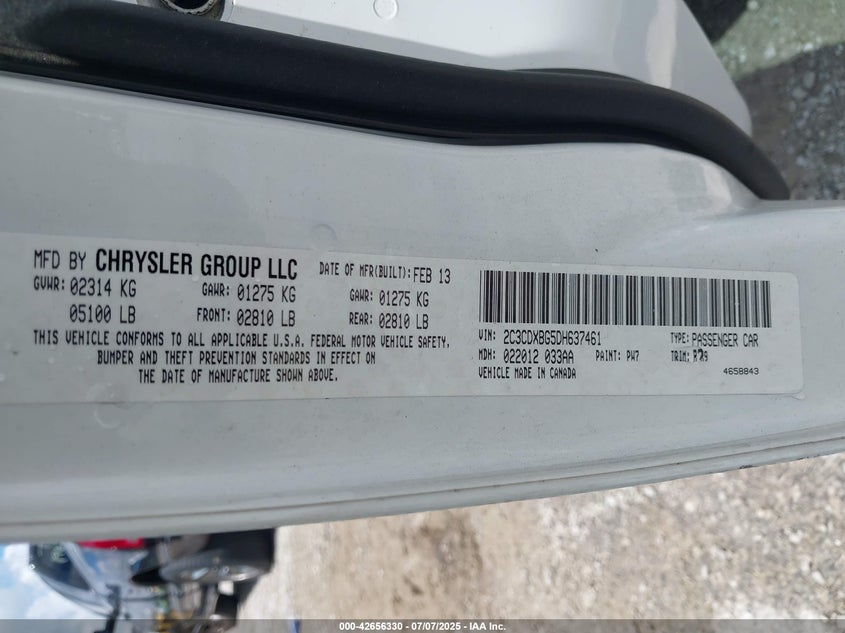 MFD BY CHRYSLER GROUP LLC
DATE OF MFR(BUILT): FEB 13
GVWR: 02314 KG GAWR: 01275 KG GAWR: 01275 KG
05100 LB FRONT: 02810 LB REAR: 02810 LB
THIS VEHICLE CONFORMS TO ALL APPLICABLE U.S.A. FEDERAL MOTOR VEHICLE SAFETY,
BUMPER AND THEFT PREVENTION STANDARDS IN EFFECT ON
THE DATE OF MANUFACTURE SHOWN ABOVE.
VIN: 2C3CDXBG5DH637461 TYPE: PASSENGER CAR
MDH: 022012 033AA PAINT: PW7 TRIM:
VEHICLE MADE IN CANADA 4658843
000-42656330 - 07/07/2025 - IAA Inc.